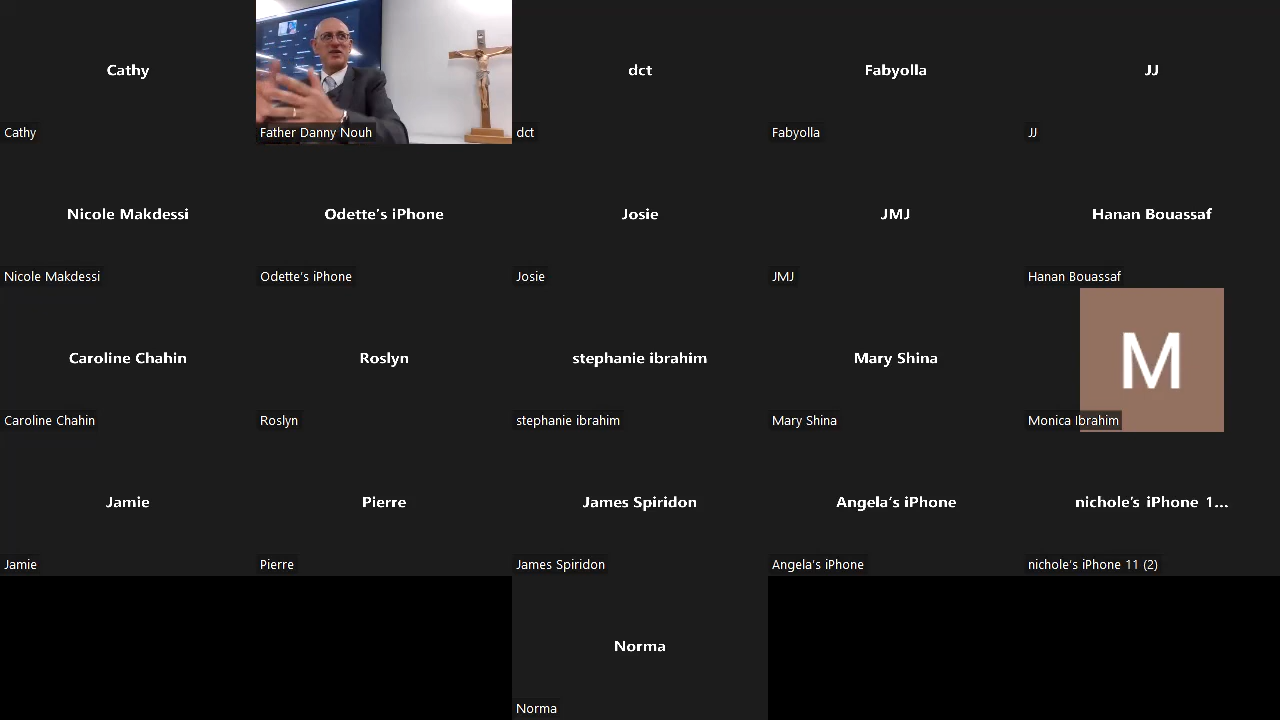 Cathy
dct
Fabyolla
JJ
Cathy
Father Danny Nouh
dct
Fabyolla
JJ
Nicole Makdessi
Odette's iPhone
Josie
JMJ
Hanan Bouassaf
Nicole Makdessi
Odette's iPhone
Josie
JMJ
Hanan Bouassaf
Caroline Chahin
Roslyn
stephanie ibrahim
Mary Shina
M
Caroline Chahin
Roslyn
stephanie ibrahim
Mary Shina
Monica Ibrahim
Jamie
Pierre
James Spiridon
Angela's iPhone
nichole's iPhone 1...
Jamie
Pierre
James Spiridon
Angela's iPhone
nichole's iPhone 11 (2)
Norma
Norma